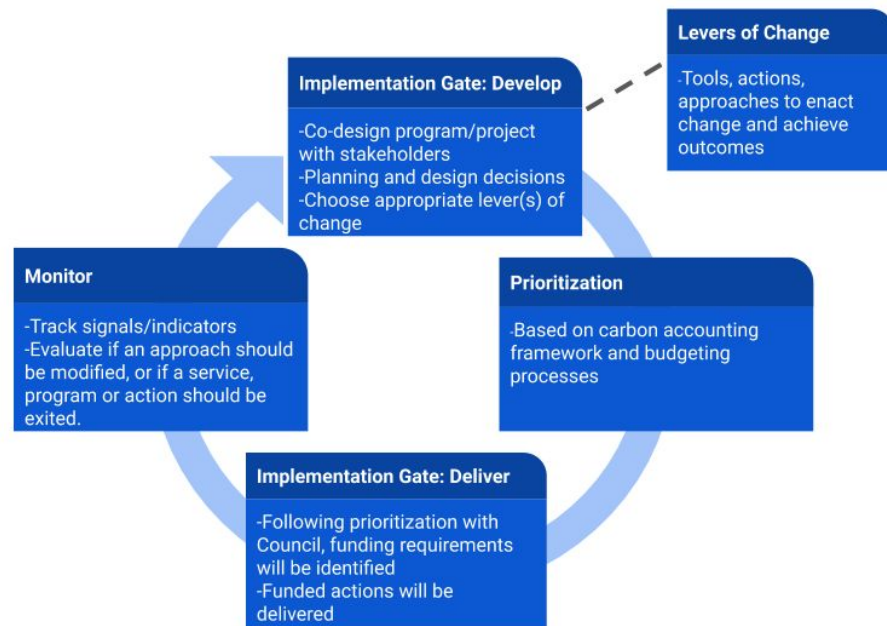 Levers of Change
-Tools, actions,
approaches to enact
change and achieve
outcomes
Implementation Gate: Develop
-Co-design program/project
with stakeholders
-Planning and design decisions
-Choose appropriate lever(s) of
change
Prioritization
-Based on carbon accounting
framework and budgeting
processes
Implementation Gate: Deliver
-Following prioritization with
Council, funding requirements
will be identified
-Funded actions will be
delivered
Monitor
-Track signals/indicators
-Evaluate if an approach should
be modified, or if a service,
program or action should be
exited.